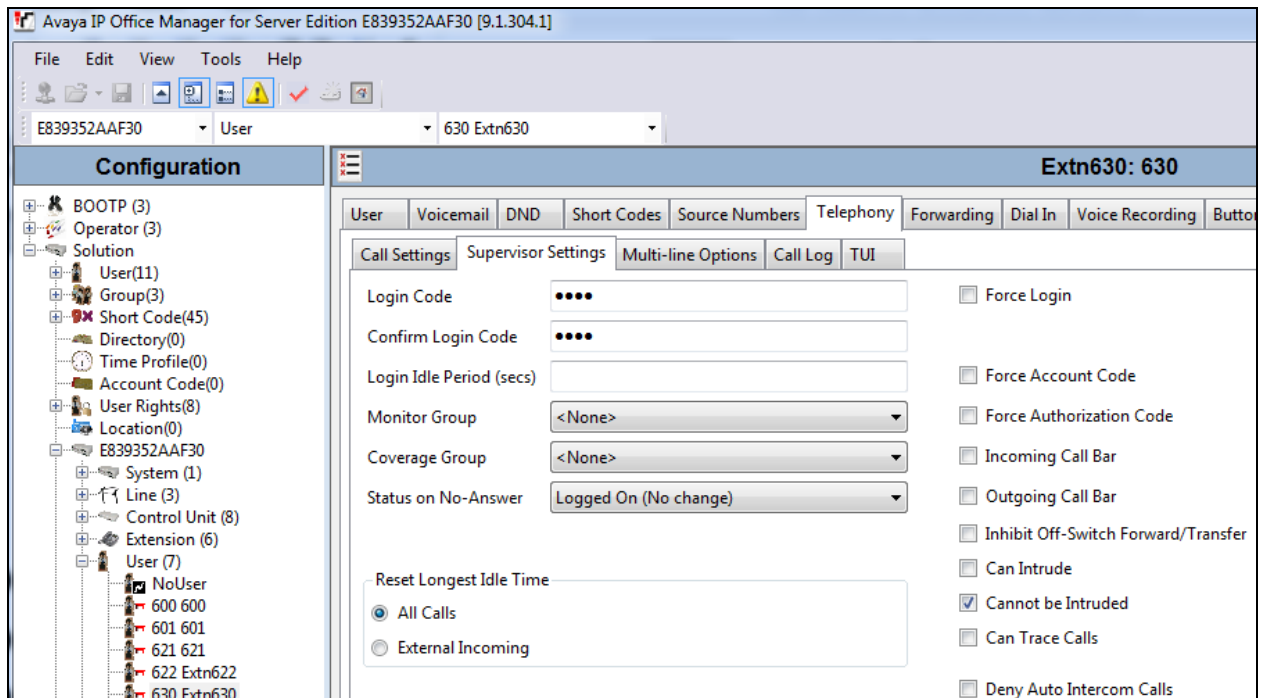 Avaya IP Office Manager for Server Edition E839352AAF30 [9.1.304.1]
File Edit View Tools Help
E839352AAF30 User 630 Extn630
Configuration
BOOTP (3)
Operator (3)
Solution
User(11)
Group(3)
Short Code(45)
Directory(0)
Time Profile(0)
Account Code(0)
User Rights(8)
Location(0)
E839352AAF30
System (1)
Line (3)
Control Unit (8)
Extension (6)
User (7)
NoUser
600 600
601 601
621 621
622 Extn622
630 Extn630
Extn630: 630
User Voicemail DND Short Codes Source Numbers Telephony Forwarding Dial In Voice Recording Button
Call Settings Supervisor Settings Multi-line Options Call Log TUI
Login Code ●●●●
Confirm Login Code ●●●●
Login Idle Period (secs)
Monitor Group <None>
Coverage Group <None>
Status on No-Answer Logged On (No change)
Reset Longest Idle Time
All Calls
External Incoming
Force Login
Force Account Code
Force Authorization Code
Incoming Call Bar
Outgoing Call Bar
Inhibit Off-Switch Forward/Transfer
Can Intrude
Cannot be Intruded
Can Trace Calls
Deny Auto Intercom Calls